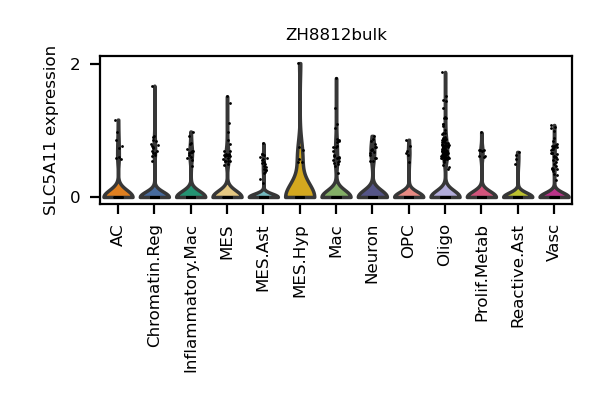 ZH8812bulk
SLC5A11 expression
2
0
AC
Chromatin.Reg
Inflammatory.Mac
MES
MES.Ast
MES.Hyp
Mac
Neuron
OPC
Oligo
Prolif.Metab
Reactive.Ast
Vasc